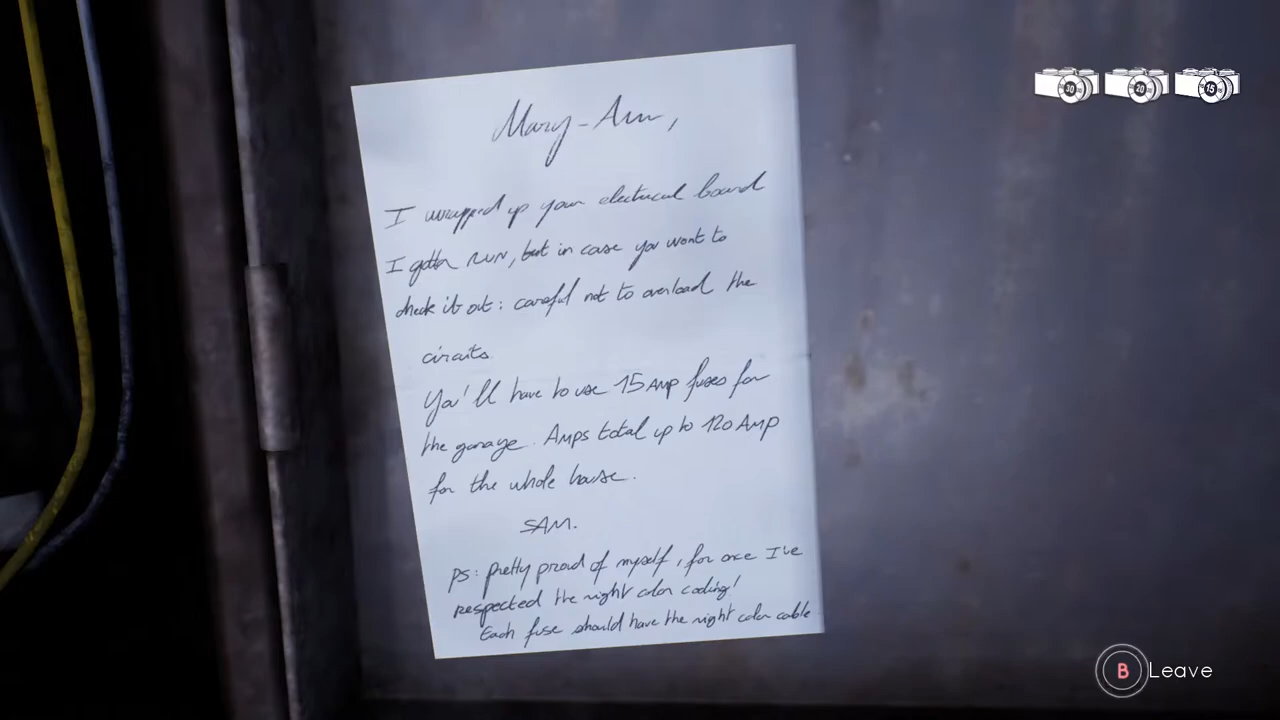 Mary-Ann,
I wrapped up your electrical board
I gotta RUN, but in case you want to
check it out: careful not to overload the
circuits.
You'll have to use 15 AMP fuses for
the garage. Amps total up to 120 AMP
for the whole house.
SAM.
PS: pretty proud of myself, for once I've
respected the right color coding!
Each fuse should have the right color cable
30 20 15
B Leave